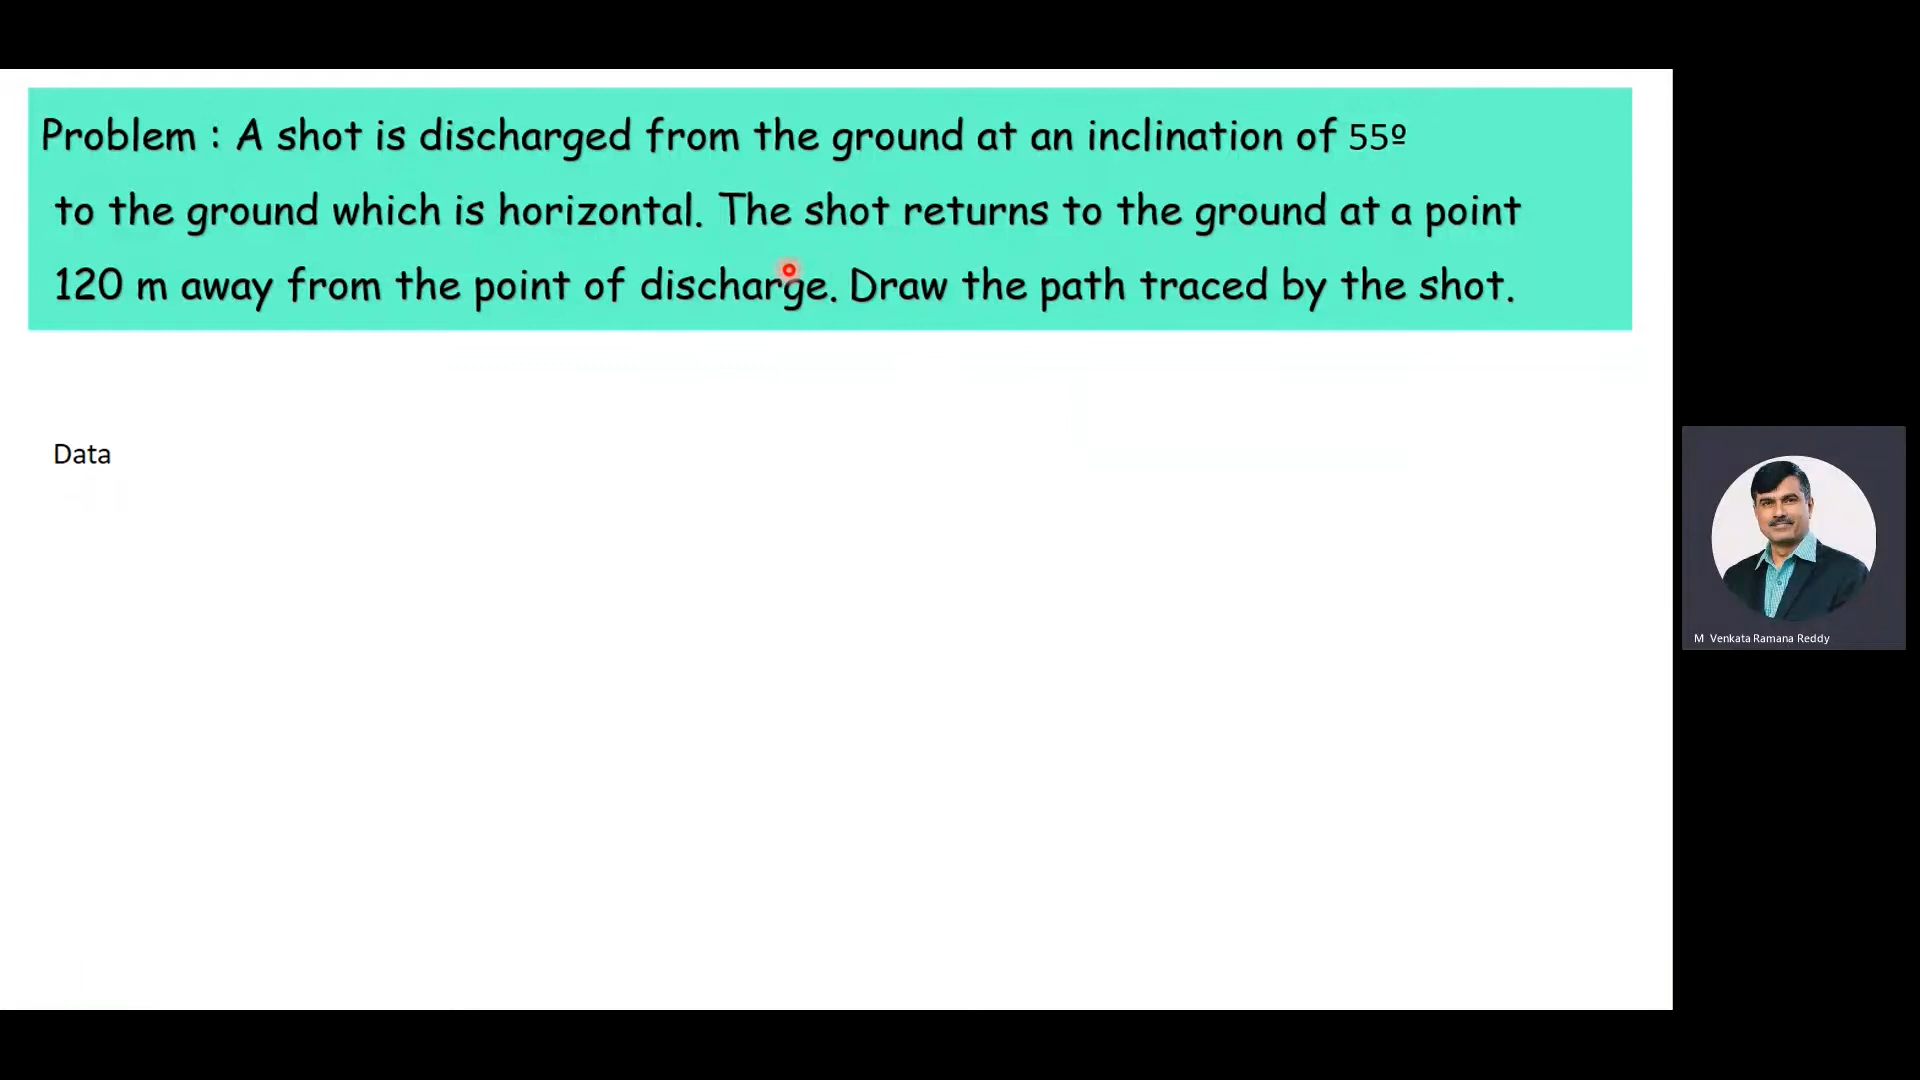 Problem : A shot is discharged from the ground at an inclination of 55º
to the ground which is horizontal. The shot returns to the ground at a point
120 m away from the point of discharge. Draw the path traced by the shot.
Data
M Venkata Ramana Reddy